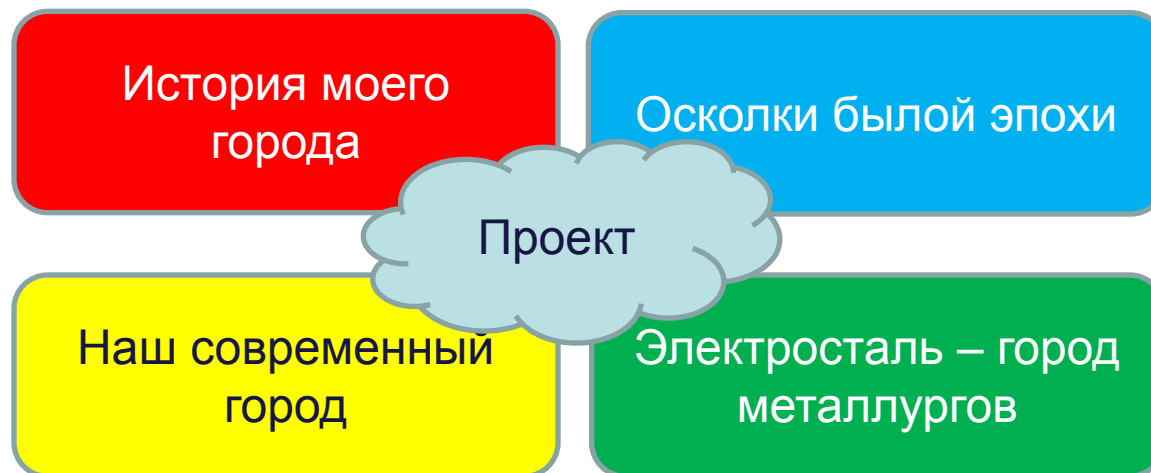 История моего
города
Осколки былой эпохи
Проект
Наш современный
город
Электросталь – город
металлургов